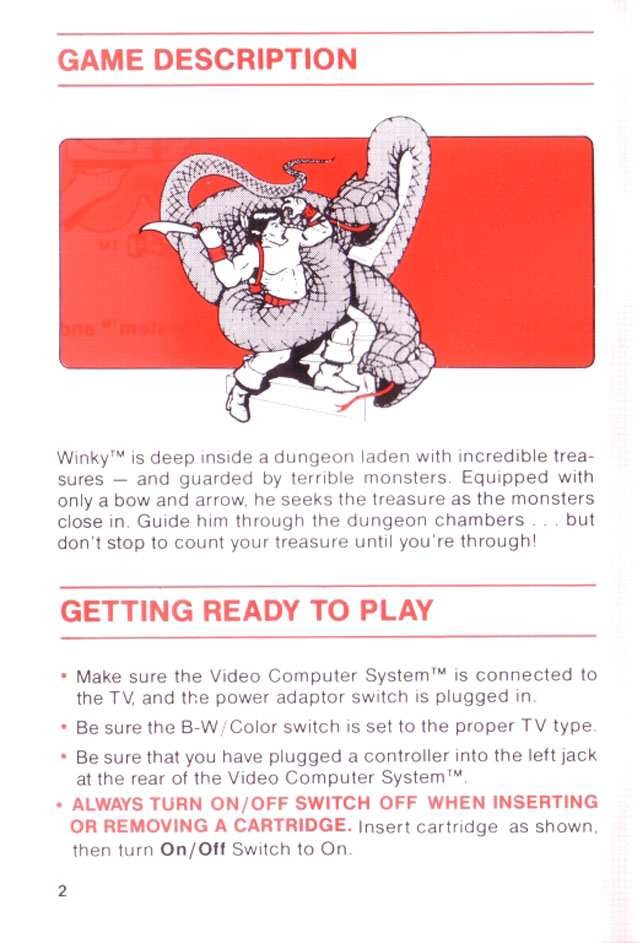 GAME DESCRIPTION
Winky™ is deep inside a dungeon laden with incredible trea-
sures — and guarded by terrible monsters. Equipped with
only a bow and arrow, he seeks the treasure as the monsters
close in. Guide him through the dungeon chambers . . . but
don't stop to count your treasure until you're through!
GETTING READY TO PLAY
• Make sure the Video Computer System™ is connected to
the TV, and the power adaptor switch is plugged in.
• Be sure the B-W/Color switch is set to the proper TV type.
• Be sure that you have plugged a controller into the left jack
at the rear of the Video Computer System™.
• ALWAYS TURN ON/OFF SWITCH OFF WHEN INSERTING
OR REMOVING A CARTRIDGE. Insert cartridge as shown,
then turn On/Off Switch to On.
2